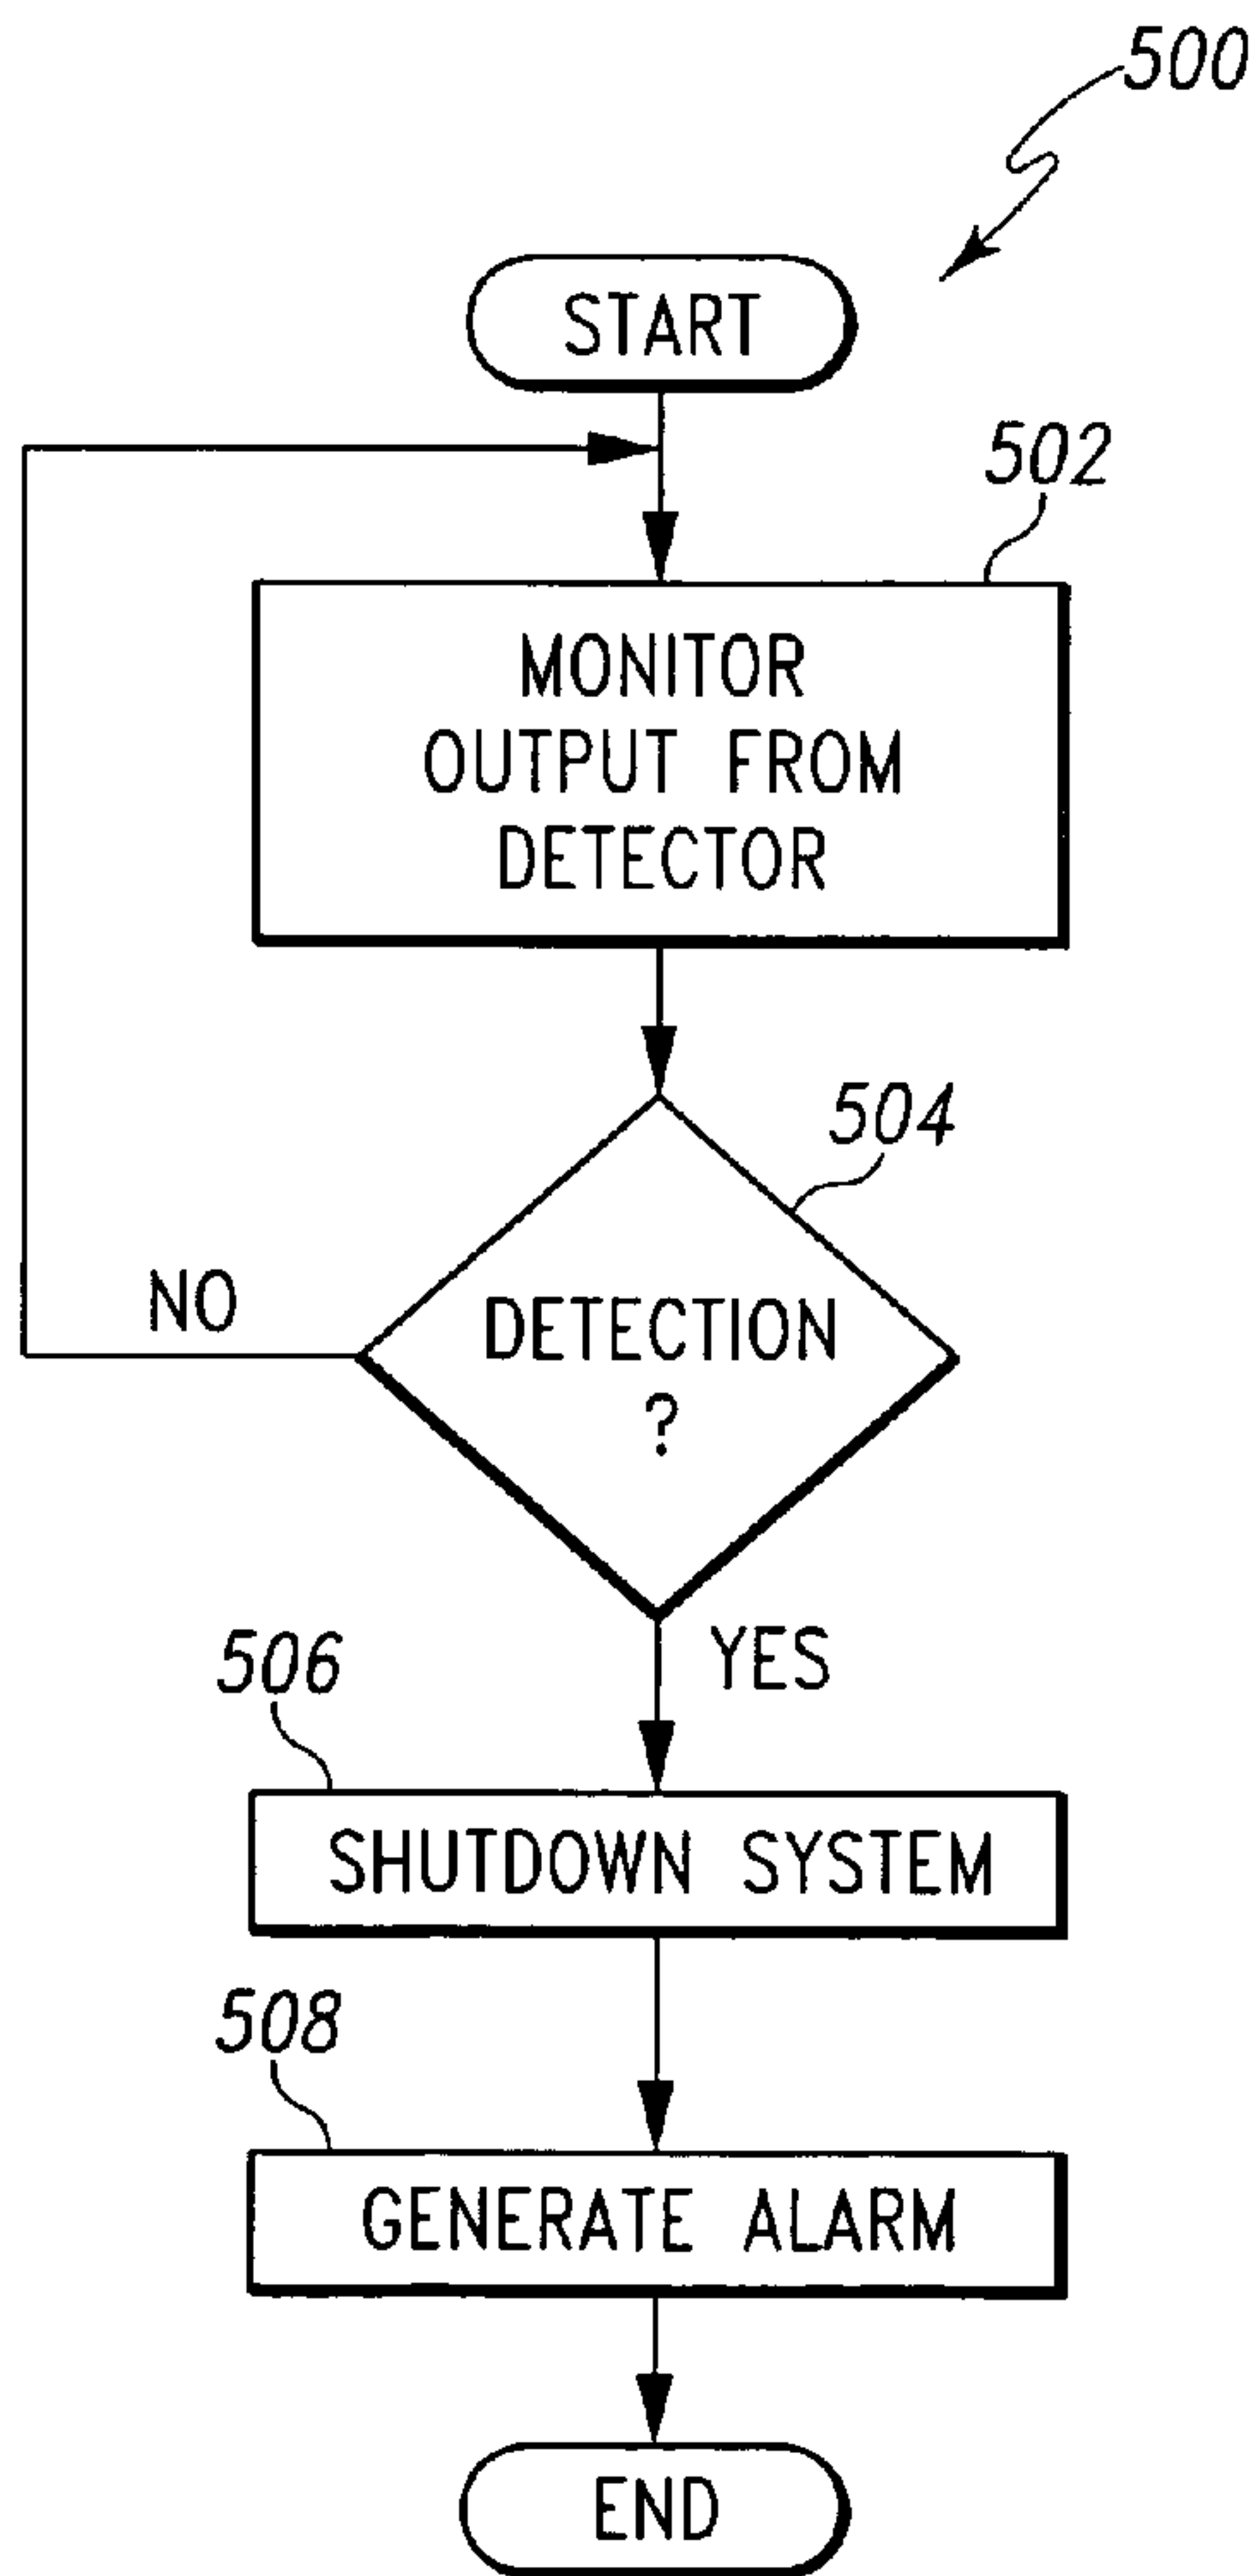 500
START
502
MONITOR
OUTPUT FROM
DETECTOR
504
NO
DETECTION
?
YES
506
SHUTDOWN SYSTEM
508
GENERATE ALARM
END